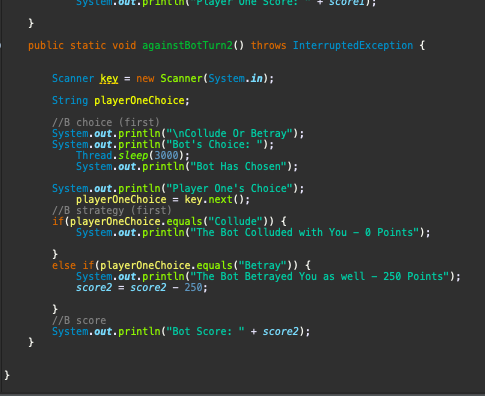 System.out.println("Player One Score: " + score1);
}
public static void againstBotTurn2() throws InterruptedException {
Scanner key = new Scanner(System.in);
String playerOneChoice;
//B choice (first)
System.out.println("\nCollude Or Betray");
System.out.println("Bot's Choice: ");
Thread.sleep(3000);
System.out.println("Bot Has Chosen");
System.out.println("Player One's Choice");
playerOneChoice = key.next();
//B strategy (first)
if(playerOneChoice.equals("Collude")) {
System.out.println("The Bot Colluded with You - 0 Points");
}
else if(playerOneChoice.equals("Betray")) {
System.out.println("The Bot Betrayed You as well - 250 Points");
score2 = score2 - 250;
}
//B score
System.out.println("Bot Score: " + score2);
}
}